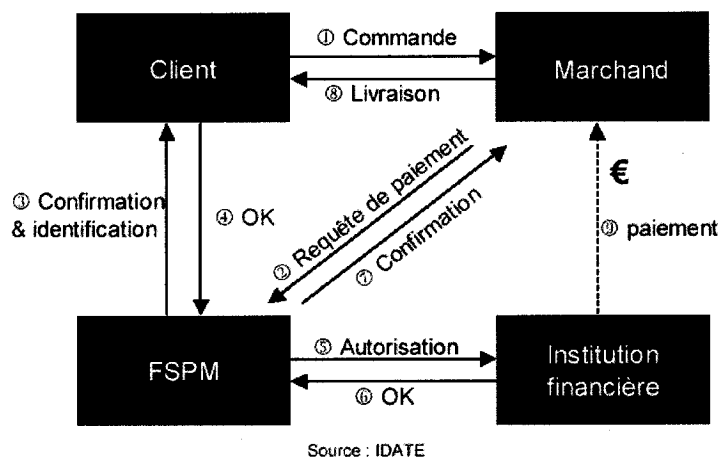 ① Commande
Client
Marchand
⑧ Livraison
③ Confirmation
& identification
④ OK
② Requête de paiement
⑦ Confirmation
€
⑨ paiement
FSPM
⑤ Autorisation
⑥ OK
Institution
financière
Source : IDATE